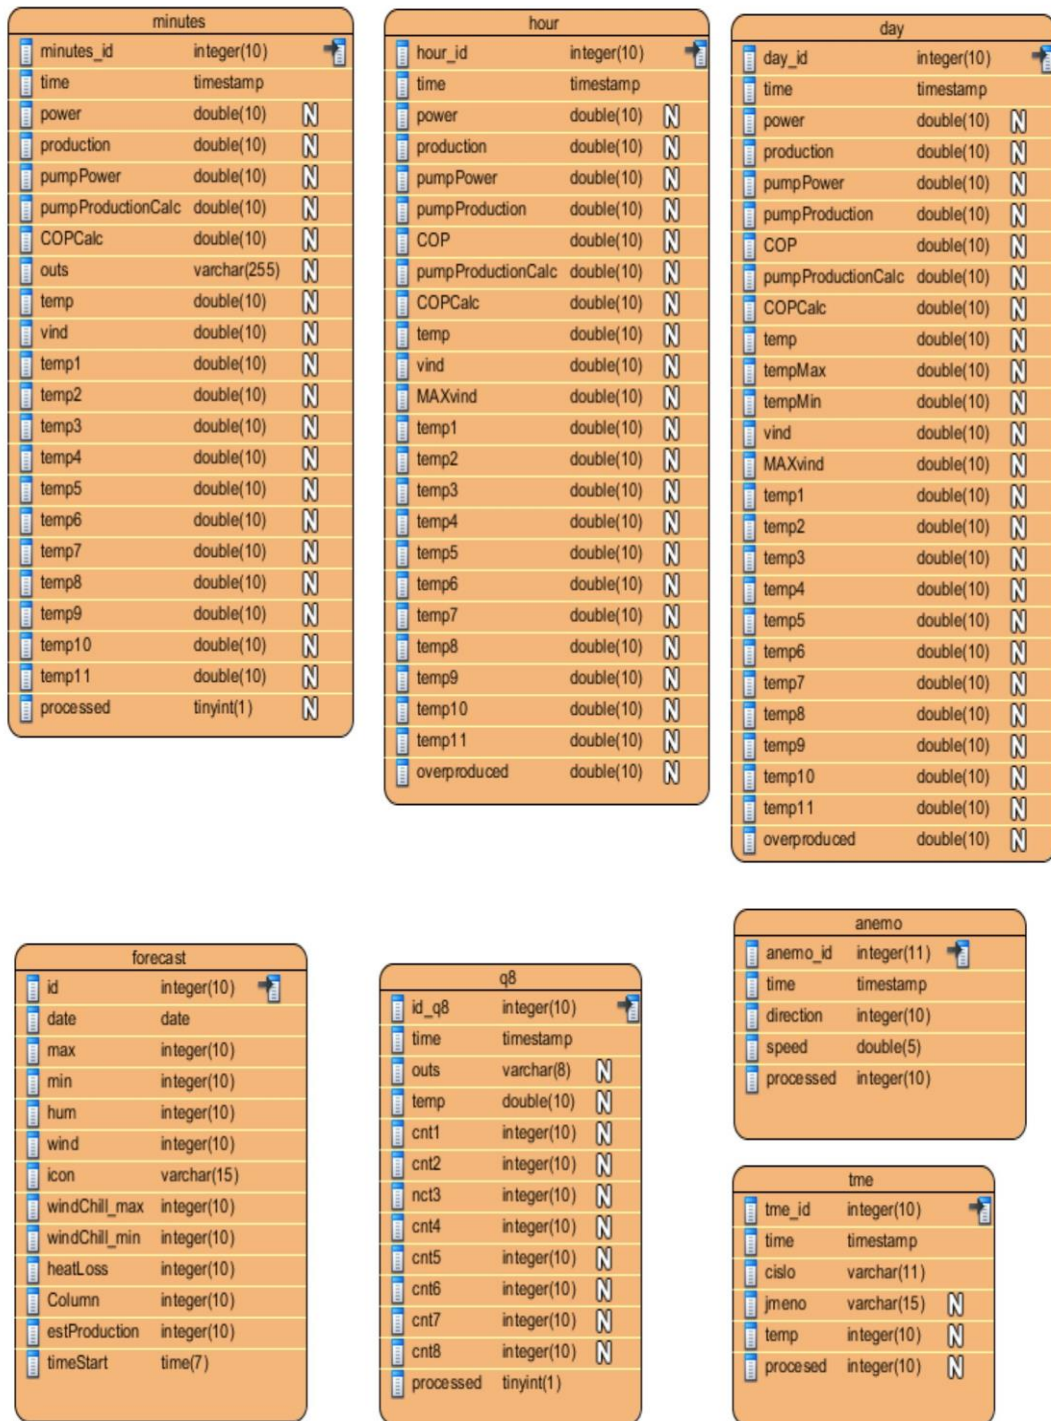 minutes
minutes_id integer(10)
time timestamp
power double(10) N
production double(10) N
pumpPower double(10) N
pumpProductionCalc double(10) N
COPCalc double(10) N
outs varchar(255) N
temp double(10) N
vind double(10) N
temp1 double(10) N
temp2 double(10) N
temp3 double(10) N
temp4 double(10) N
temp5 double(10) N
temp6 double(10) N
temp7 double(10) N
temp8 double(10) N
temp9 double(10) N
temp10 double(10) N
temp11 double(10) N
processed tinyint(1) N
hour
hour_id integer(10)
time timestamp
power double(10) N
production double(10) N
pumpPower double(10) N
pumpProduction double(10) N
COP double(10) N
pumpProductionCalc double(10) N
COPCalc double(10) N
temp double(10) N
vind double(10) N
MAXvind double(10) N
temp1 double(10) N
temp2 double(10) N
temp3 double(10) N
temp4 double(10) N
temp5 double(10) N
temp6 double(10) N
temp7 double(10) N
temp8 double(10) N
temp9 double(10) N
temp10 double(10) N
temp11 double(10) N
overproduced double(10) N
day
day_id integer(10)
time timestamp
power double(10) N
production double(10) N
pumpPower double(10) N
pumpProduction double(10) N
COP double(10) N
pumpProductionCalc double(10) N
COPCalc double(10) N
temp double(10) N
tempMax double(10) N
tempMin double(10) N
vind double(10) N
MAXvind double(10) N
temp1 double(10) N
temp2 double(10) N
temp3 double(10) N
temp4 double(10) N
temp5 double(10) N
temp6 double(10) N
temp7 double(10) N
temp8 double(10) N
temp9 double(10) N
temp10 double(10) N
temp11 double(10) N
overproduced double(10) N
forecast
id integer(10)
date date
max integer(10)
min integer(10)
hum integer(10)
wind integer(10)
icon varchar(15)
windChill_max integer(10)
windChill_min integer(10)
heatLoss integer(10)
Column integer(10)
estProduction integer(10)
timeStart time(7)
q8
id_q8 integer(10)
time timestamp
outs varchar(8) N
temp double(10) N
cnt1 integer(10) N
cnt2 integer(10) N
nct3 integer(10) N
cnt4 integer(10) N
cnt5 integer(10) N
cnt6 integer(10) N
cnt7 integer(10) N
cnt8 integer(10) N
processed tinyint(1)
anemo
anemo_id integer(11)
time timestamp
direction integer(10)
speed double(5)
processed integer(10)
tme
tme_id integer(10)
time timestamp
cislo varchar(11)
jmeno varchar(15) N
temp integer(10) N
procesed integer(10) N